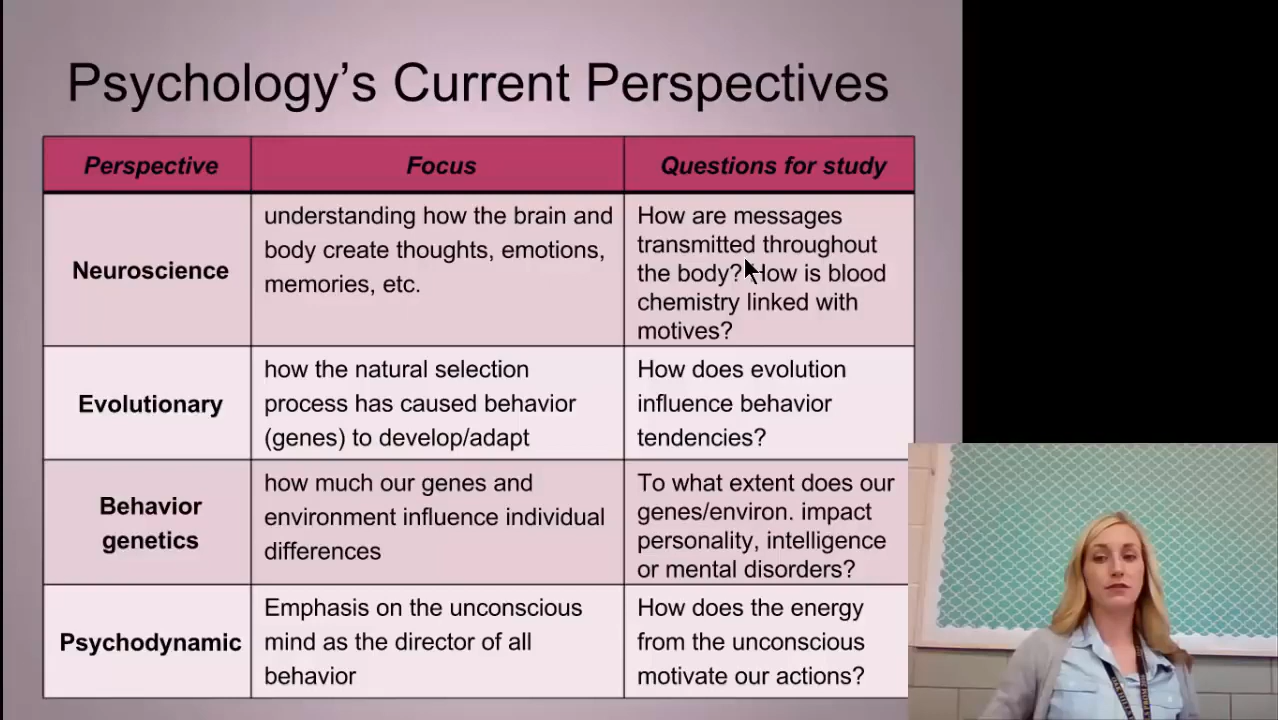 Psychology's Current Perspectives
Perspective Focus Questions for study
Neuroscience
understanding how the brain and
body create thoughts, emotions,
memories, etc.
How are messages
transmitted throughout
the body? How is blood
chemistry linked with
motives?
Evolutionary
how the natural selection
process has caused behavior
(genes) to develop/adapt
How does evolution
influence behavior
tendencies?
Behavior
genetics
how much our genes and
environment influence individual
differences
To what extent does our
genes/environ. impact
personality, intelligence
or mental disorders?
Psychodynamic
Emphasis on the unconscious
mind as the director of all
behavior
How does the energy
from the unconscious
motivate our actions?